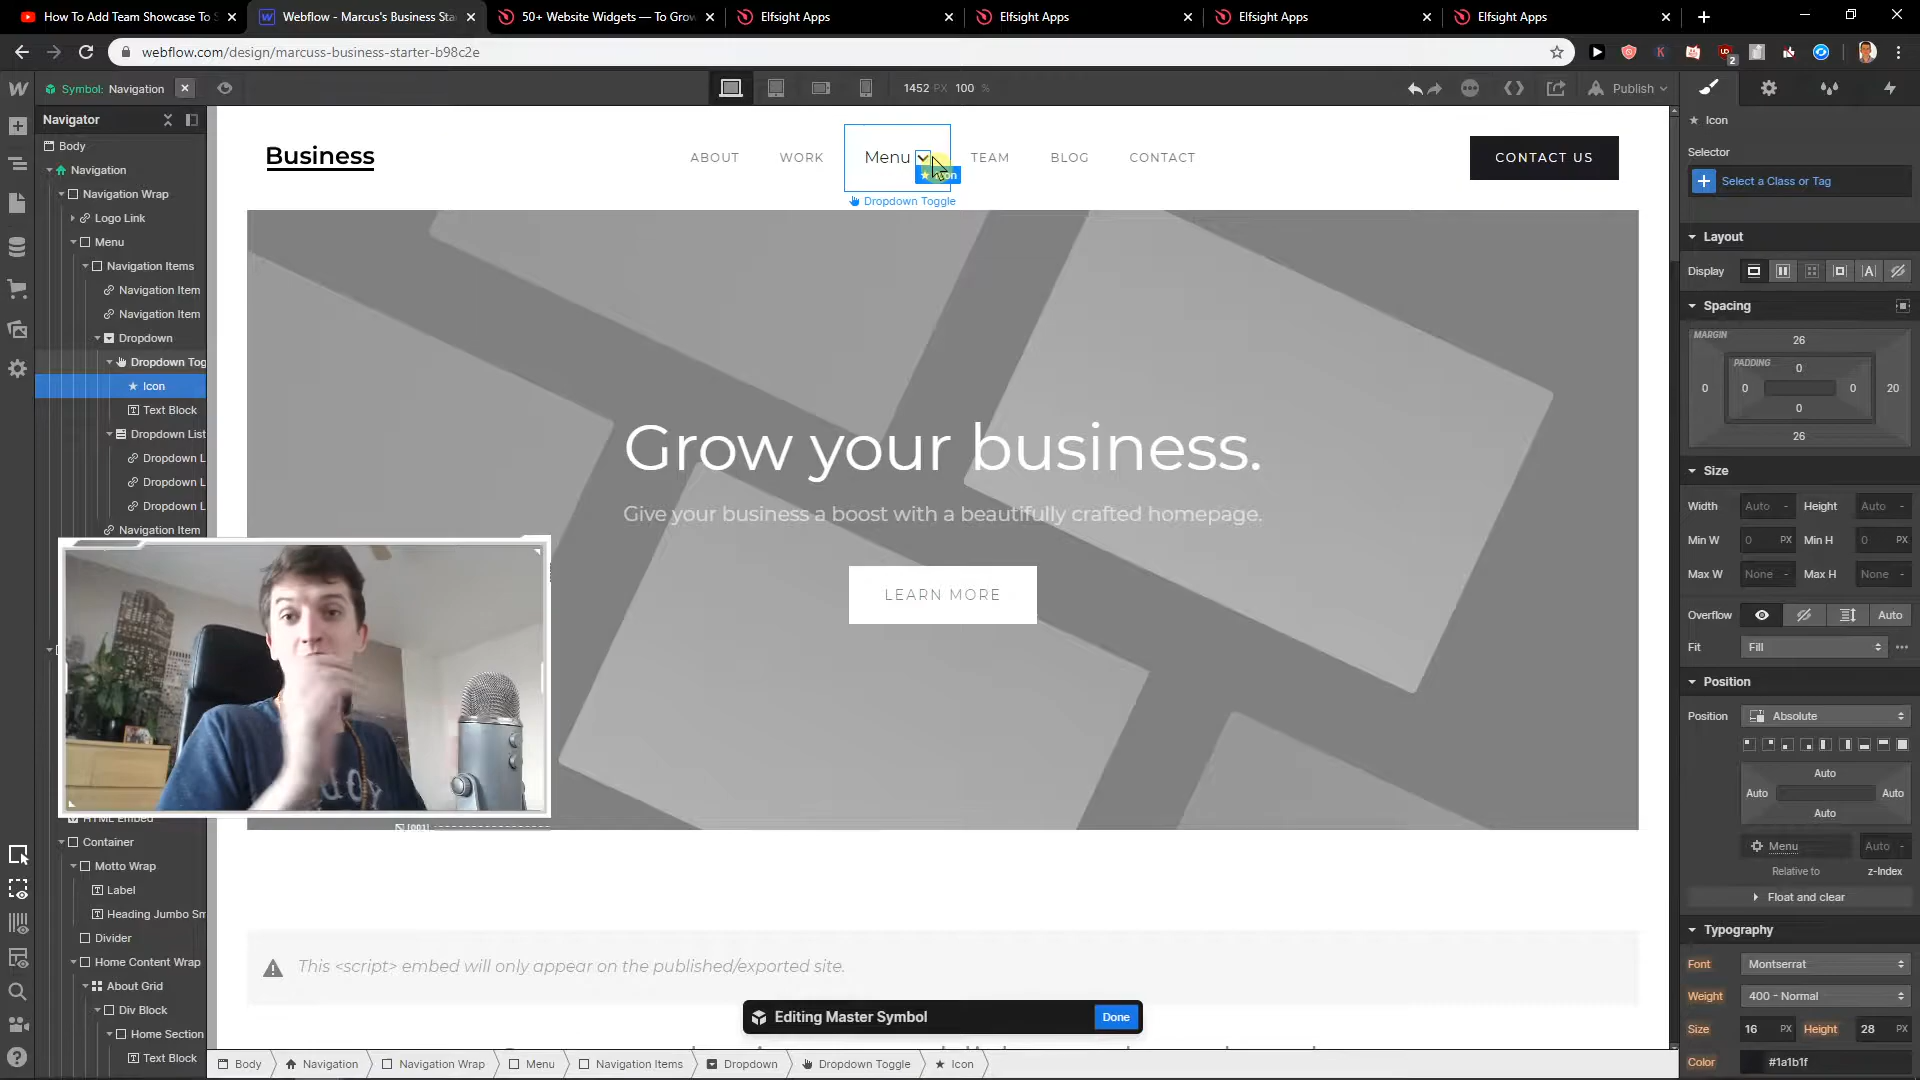 How To Add Team Showcase To S
Webflow - Marcus's Business Sta
50+ Website Widgets — To Grow
Elfsight Apps
Elfsight Apps
Elfsight Apps
Elfsight Apps
webflow.com/design/marcuss-business-starter-b98c2e
Symbol: Navigation
1452 PX 100 %
Publish
Navigator
Body
Navigation
Navigation Wrap
Logo Link
Menu
Navigation Items
Navigation Item
Navigation Item
Dropdown
Dropdown Tog
Icon
Text Block
Dropdown List
Dropdown L
Dropdown L
Dropdown L
Navigation Item
HTML Embed
Container
Motto Wrap
Label
Heading Jumbo Sm
Divider
Home Content Wrap
About Grid
Div Block
Home Section
Text Block
Business
ABOUT
WORK
Menu
TEAM
BLOG
CONTACT
CONTACT US
Dropdown Toggle
Grow your business.
Give your business a boost with a beautifully crafted homepage.
LEARN MORE
This <script> embed will only appear on the published/exported site.
Editing Master Symbol
Done
Body
Navigation
Navigation Wrap
Menu
Navigation Items
Dropdown
Dropdown Toggle
Icon
Icon
Selector
Select a Class or Tag
Layout
Display
Spacing
MARGIN
26
PADDING
0
0 0 0 20
0
26
Size
Width Auto - Height Auto -
Min W 0 PX Min H 0 PX
Max W None - Max H None -
Overflow Auto
Fit Fill
Position
Position Absolute
Auto
Auto Auto
Auto
Menu Auto -
Relative to z-Index
Float and clear
Typography
Font Montserrat
Weight 400 - Normal
Size 16 PX Height 28 PX
Color #1a1b1f